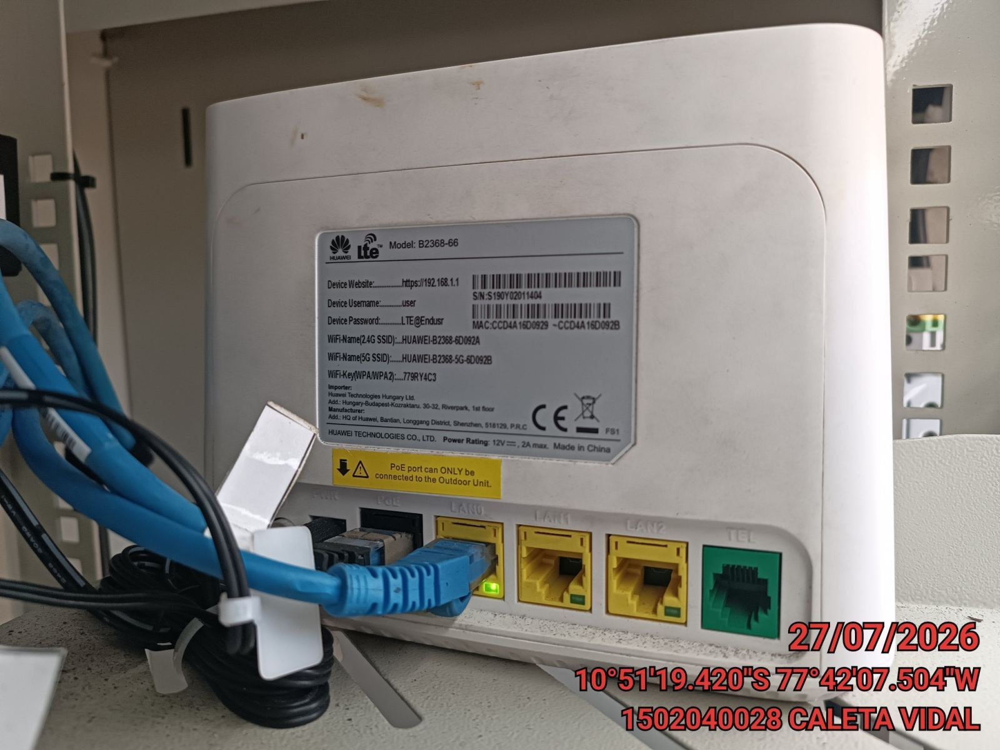 HUAWEI Lte™ Model: B2368-66
Device Website:...............https://192.168.1.1
S/N:S190Y02011404
Device Username:...........user
Device Password:...........LTE@Endusr
MAC:CCD4A16D0929 ~CCD4A16D092B
WiFi-Name(2.4G SSID):...HUAWEI-B2368-6D092A
WiFi-Name(5G SSID):......HUAWEI-B2368-5G-6D092B
WiFi-Key(WPA/WPA2):....779RY4C3
Importer:
Huawei Technologies Hungary Ltd.
Add.: Hungary-Budapest-Kozraktaru. 30-32, Riverpark, 1st floor
Manufacturer:
Add.: HQ of Huawei, Bantian, Longgang District, Shenzhen, 518129, P.R.C
CE
FS1
HUAWEI TECHNOLOGIES CO., LTD. Power Rating: 12V⎓, 2A max. Made in China
PoE port can ONLY be
connected to the Outdoor Unit.
PWR PoE LAN0 LAN1 LAN2 TEL
27/07/2026
10°51'19.420"S 77°42'07.504"W
1502040028 CALETA VIDAL